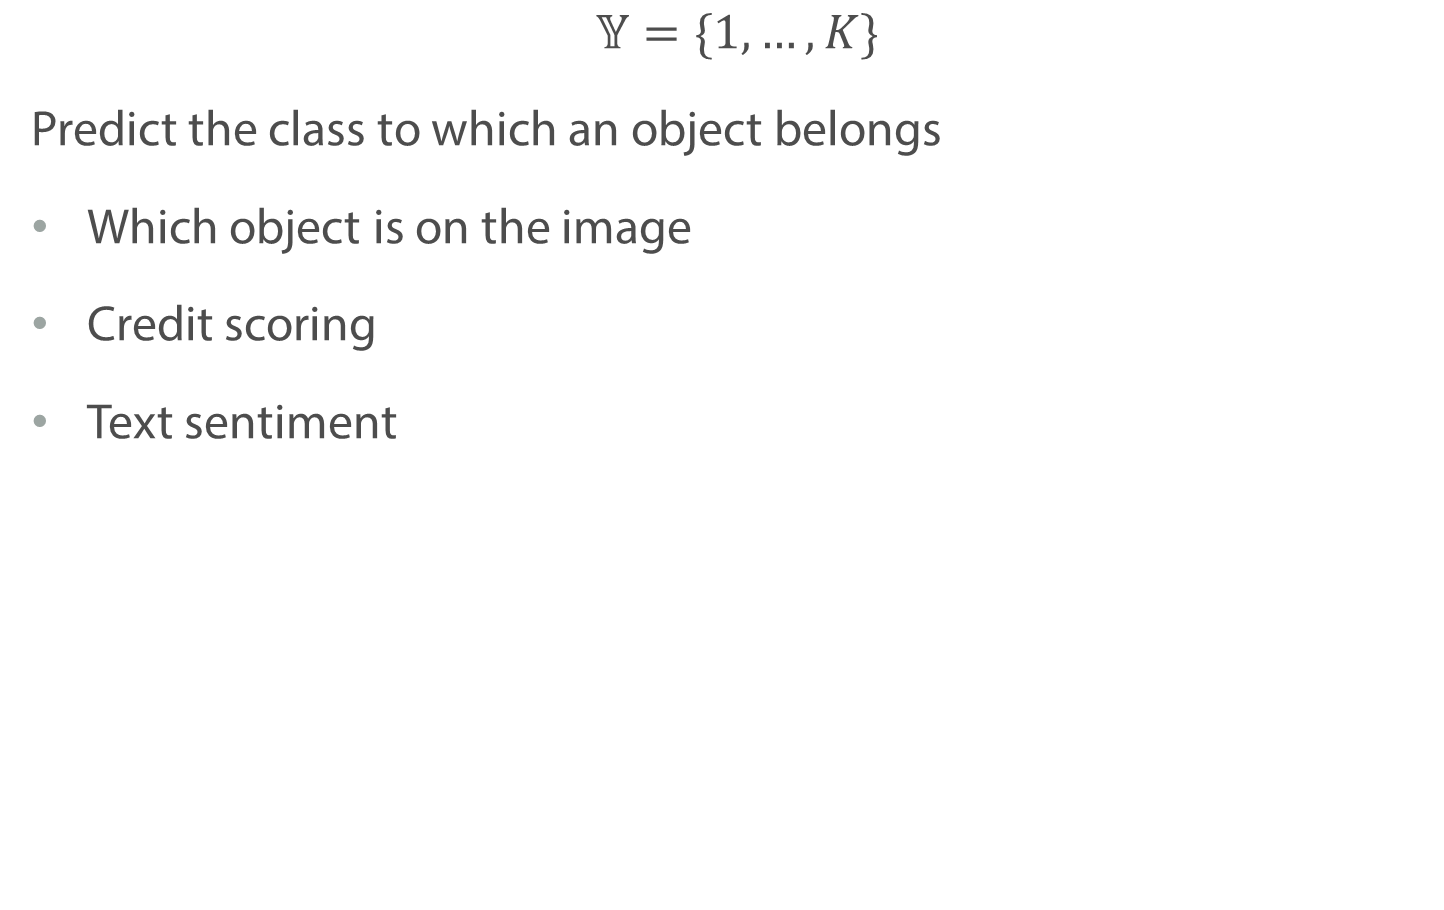 𝕐 = {1, … , K}
Predict the class to which an object belongs
• Which object is on the image
• Credit scoring
• Text sentiment